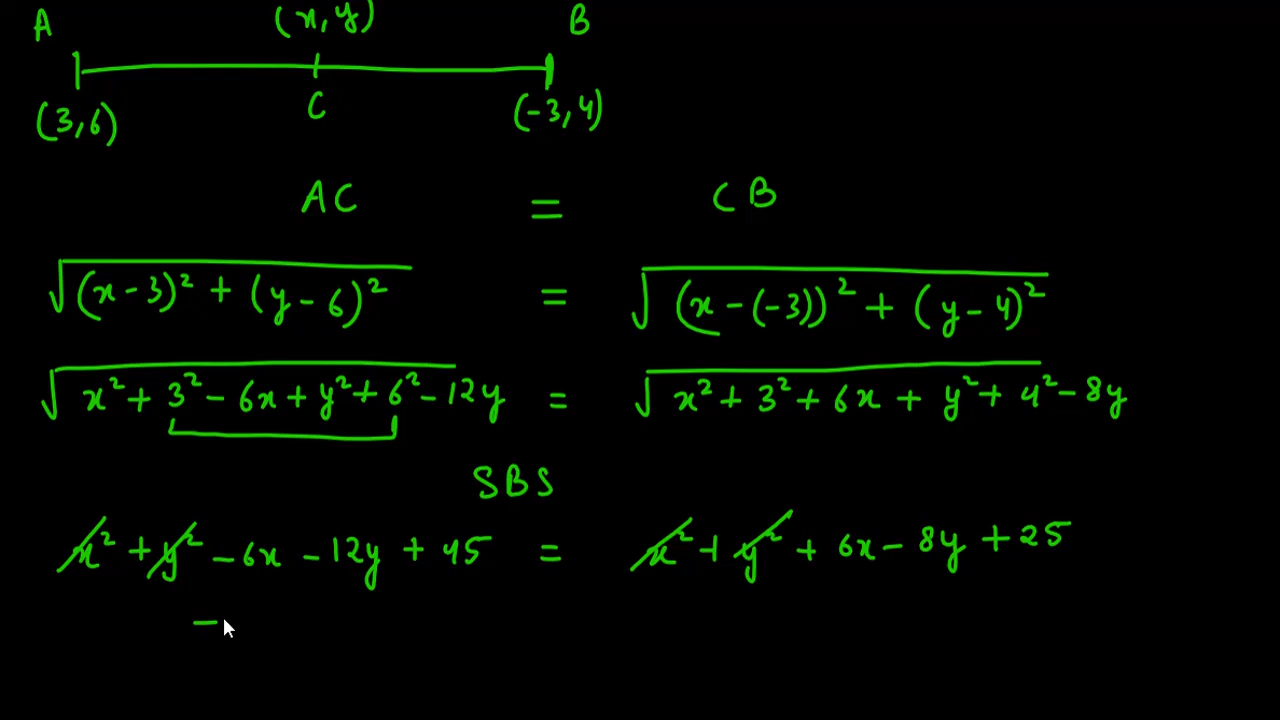 A (x,y) B
(3,6) C (-3,4)
AC = CB
√(x-3)² + (y-6)² = √(x-(-3))² + (y-4)²
√x² + 3² - 6x + y² + 6² - 12y = √x² + 3² + 6x + y² + 4² - 8y
SBS
x² + y² - 6x - 12y + 45 = x² + y² + 6x - 8y + 25
-